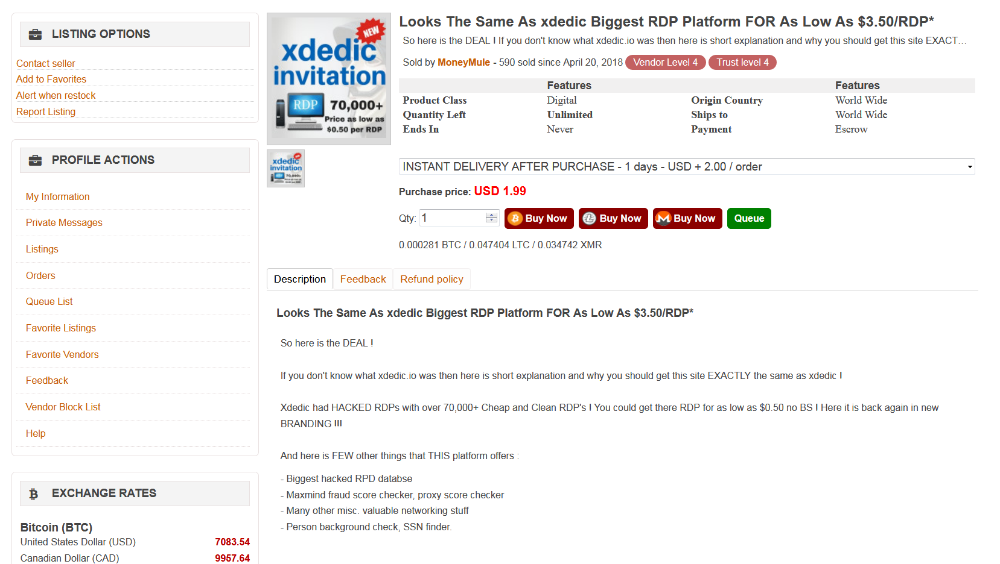 LISTING OPTIONS
Contact seller
Add to Favorites
Alert when restock
Report Listing
PROFILE ACTIONS
My Information
Private Messages
Listings
Orders
Queue List
Favorite Listings
Favorite Vendors
Feedback
Vendor Block List
Help
EXCHANGE RATES
Bitcoin (BTC)
United States Dollar (USD) 7083.54
Canadian Dollar (CAD) 9957.64
NEW
xdedic
invitation
RDP
70,000+
Price as low as
$0.50 per RDP
xdedic
invitation
70,000+
Looks The Same As xdedic Biggest RDP Platform FOR As Low As $3.50/RDP*
So here is the DEAL ! If you don't know what xdedic.io was then here is short explanation and why you should get this site EXACT...
Sold by MoneyMule - 590 sold since April 20, 2018 Vendor Level 4 Trust level 4
Features Features
Product Class Digital Origin Country World Wide
Quantity Left Unlimited Ships to World Wide
Ends In Never Payment Escrow
INSTANT DELIVERY AFTER PURCHASE - 1 days - USD + 2.00 / order
Purchase price: USD 1.99
Qty: 1 Buy Now Buy Now Buy Now Queue
0.000281 BTC / 0.047404 LTC / 0.034742 XMR
Description Feedback Refund policy
Looks The Same As xdedic Biggest RDP Platform FOR As Low As $3.50/RDP*
So here is the DEAL !
If you don't know what xdedic.io was then here is short explanation and why you should get this site EXACTLY the same as xdedic !
Xdedic had HACKED RDPs with over 70,000+ Cheap and Clean RDP's ! You could get there RDP for as low as $0.50 no BS ! Here it is back again in new
BRANDING !!!
And here is FEW other things that THIS platform offers :
- Biggest hacked RPD databse
- Maxmind fraud score checker, proxy score checker
- Many other misc. valuable networking stuff
- Person background check, SSN finder.